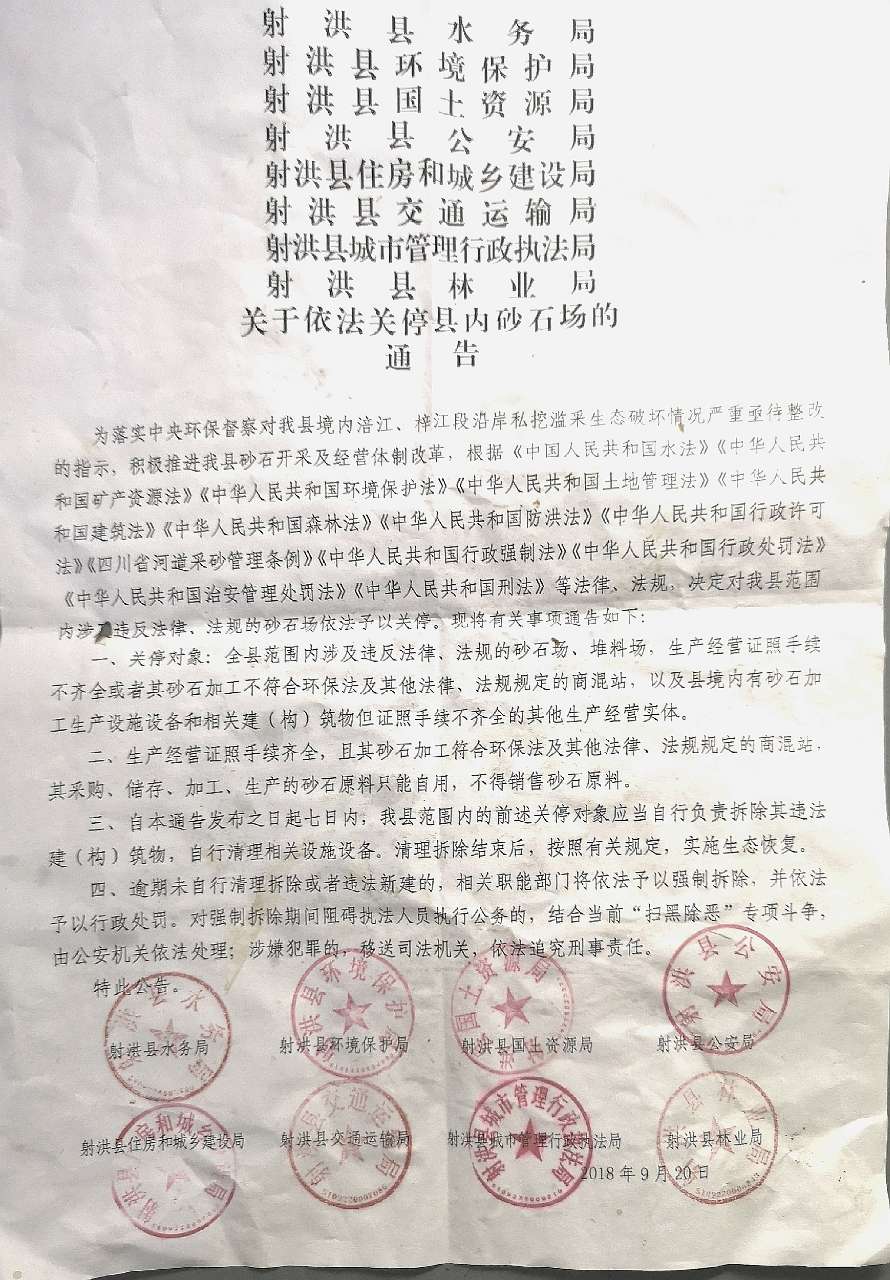 射洪县水务局
射洪县环境保护局
射洪县国土资源局
射洪县公安局
射洪县住房和城乡建设局
射洪县交通运输局
射洪县城市管理行政执法局
射洪县林业局
关于依法关停县内砂石场的
通告
为落实中央环保督察对我县境内涪江、梓江段沿岸私挖滥采生态破坏情况严重亟待整改
的指示,积极推进我县砂石开采及经营体制改革,根据《中国人民共和国水法》《中华人民共
和国矿产资源法》《中华人民共和国环境保护法》《中华人民共和国土地管理法》《中华人民共
和国建筑法》《中华人民共和国森林法》《中华人民共和国防洪法》《中华人民共和国行政许可
法》《四川省河道采砂管理条例》《中华人民共和国行政强制法》《中华人民共和国行政处罚法》
《中华人民共和国治安管理处罚法》《中华人民共和国刑法》等法律、法规,决定对我县范围
内涉违反法律、法规的砂石场依法予以关停。现将有关事项通告如下:
一、关停对象:全县范围内涉及违反法律、法规的砂石场、堆料场,生产经营证照手续
不齐全或者其砂石加工不符合环保法及其他法律、法规规定的商混站,以及县境内有砂石加
工生产设施设备和相关建(构)筑物但证照手续不齐全的其他生产经营实体。
二、生产经营证照手续齐全,且其砂石加工符合环保法及其他法律、法规规定的商混站,
其采购、储存、加工、生产的砂石原料只能自用,不得销售砂石原料。
三、自本通告发布之日起七日内,我县范围内的前述关停对象应当自行负责拆除其违法
建(构)筑物,自行清理相关设施设备。清理拆除结束后,按照有关规定,实施生态恢复。
四、逾期未自行清理拆除或者违法新建的,相关职能部门将依法予以强制拆除,并依法
予以行政处罚。对强制拆除期间阻碍执法人员执行公务的,结合当前“扫黑除恶”专项斗争,
由公安机关依法处理;涉嫌犯罪的,移送司法机关,依法追究刑事责任。
特此公告。
射洪县水务局 射洪县环境保护局 射洪县国土资源局 射洪县公安局
射洪县住房和城乡建设局 射洪县交通运输局 射洪县城市管理行政执法局 射洪县林业局
2018年9月20日